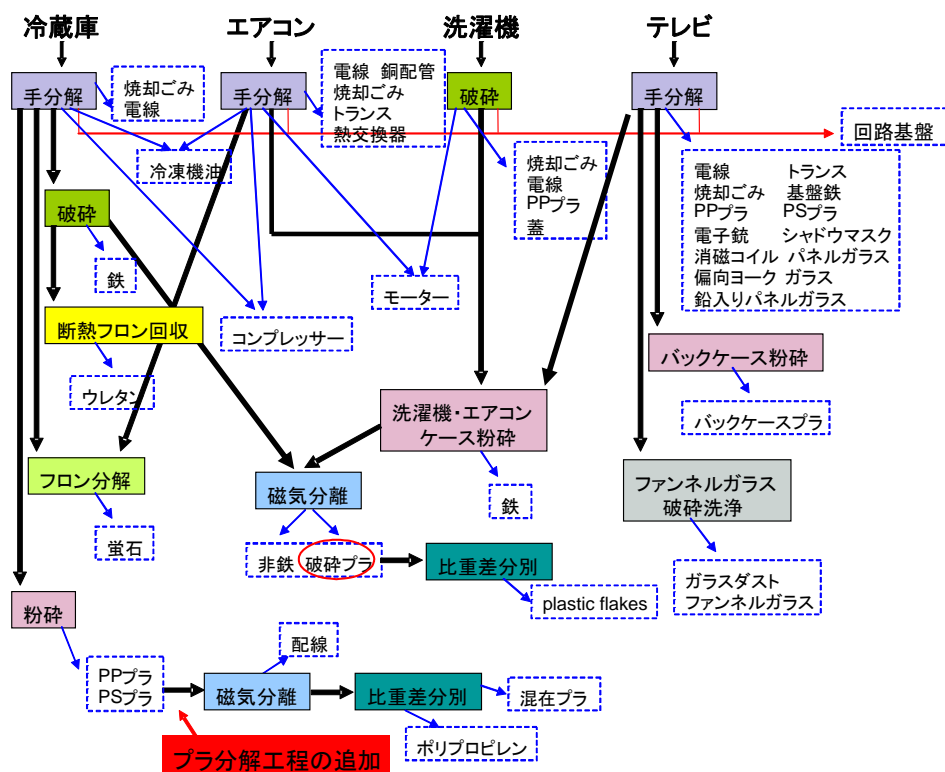 冷蔵庫
エアコン
洗濯機
テレビ
手分解
焼却ごみ
電線
手分解
電線 銅配管
焼却ごみ
トランス
熱交換器
破砕
手分解
回路基盤
冷凍機油
焼却ごみ
電線
PPプラ
蓋
電線 トランス
焼却ごみ 基盤鉄
PPプラ PSプラ
電子銃 シャドウマスク
消磁コイル パネルガラス
偏向ヨーク ガラス
鉛入りパネルガラス
破砕
鉄
モーター
断熱フロン回収
コンプレッサー
バックケース粉砕
ウレタン
洗濯機・エアコン
ケース粉砕
バックケースプラ
フロン分解
磁気分離
鉄
ファンネルガラス
破砕洗浄
蛍石
非鉄 破砕プラ
比重差分別
plastic flakes
ガラスダスト
ファンネルガラス
粉砕
配線
PPプラ
PSプラ
磁気分離
比重差分別
混在プラ
ポリプロピレン
プラ分解工程の追加